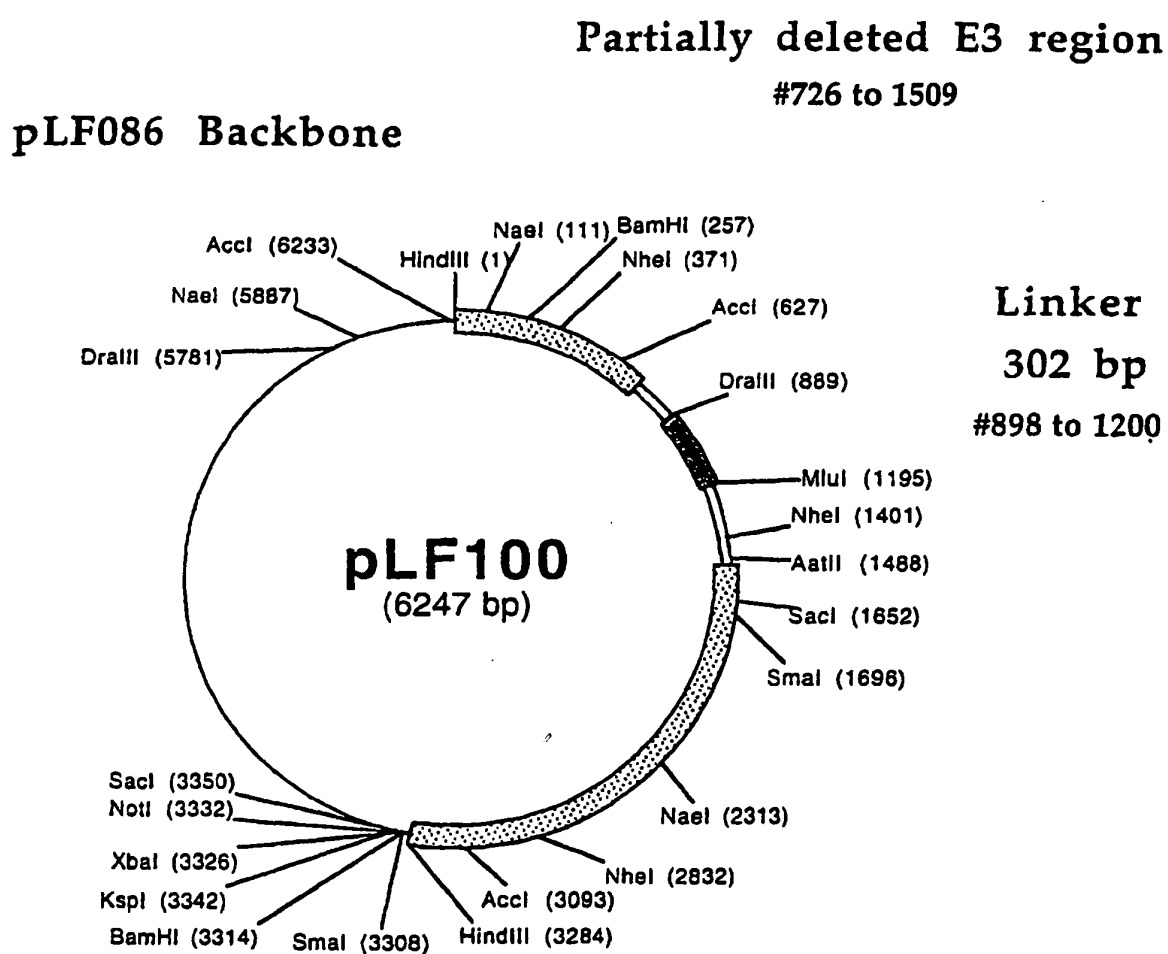 Partially deleted E3 region
#726 to 1509
pLF086 Backbone
NaeI (111)
BamHI (257)
AccI (6233)
HindIII (1)
NheI (371)
NaeI (5887)
AccI (627)
Linker
302 bp
#898 to 1200
DraIII (5781)
DraIII (889)
MluI (1195)
NheI (1401)
AatII (1488)
pLF100
(6247 bp)
SacI (1652)
SmaI (1696)
SacI (3350)
NotI (3332)
NaeI (2313)
XbaI (3326)
NheI (2832)
KspI (3342)
AccI (3093)
BamHI (3314)
SmaI (3308)
HindIII (3284)